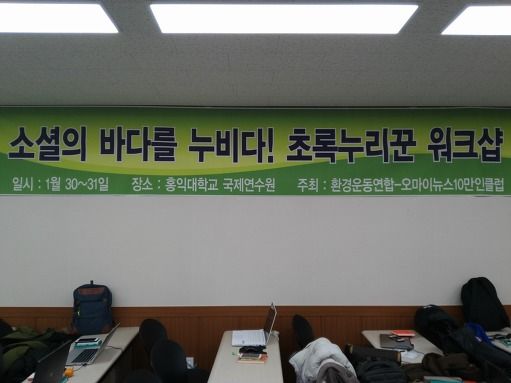 소셜의 바다를 누비다! 초록누리꾼 워크샵
일시 : 1월 30~31일 장소 : 홍익대학교 국제연수원 주최 : 환경운동연합-오마이뉴스10만인클럽